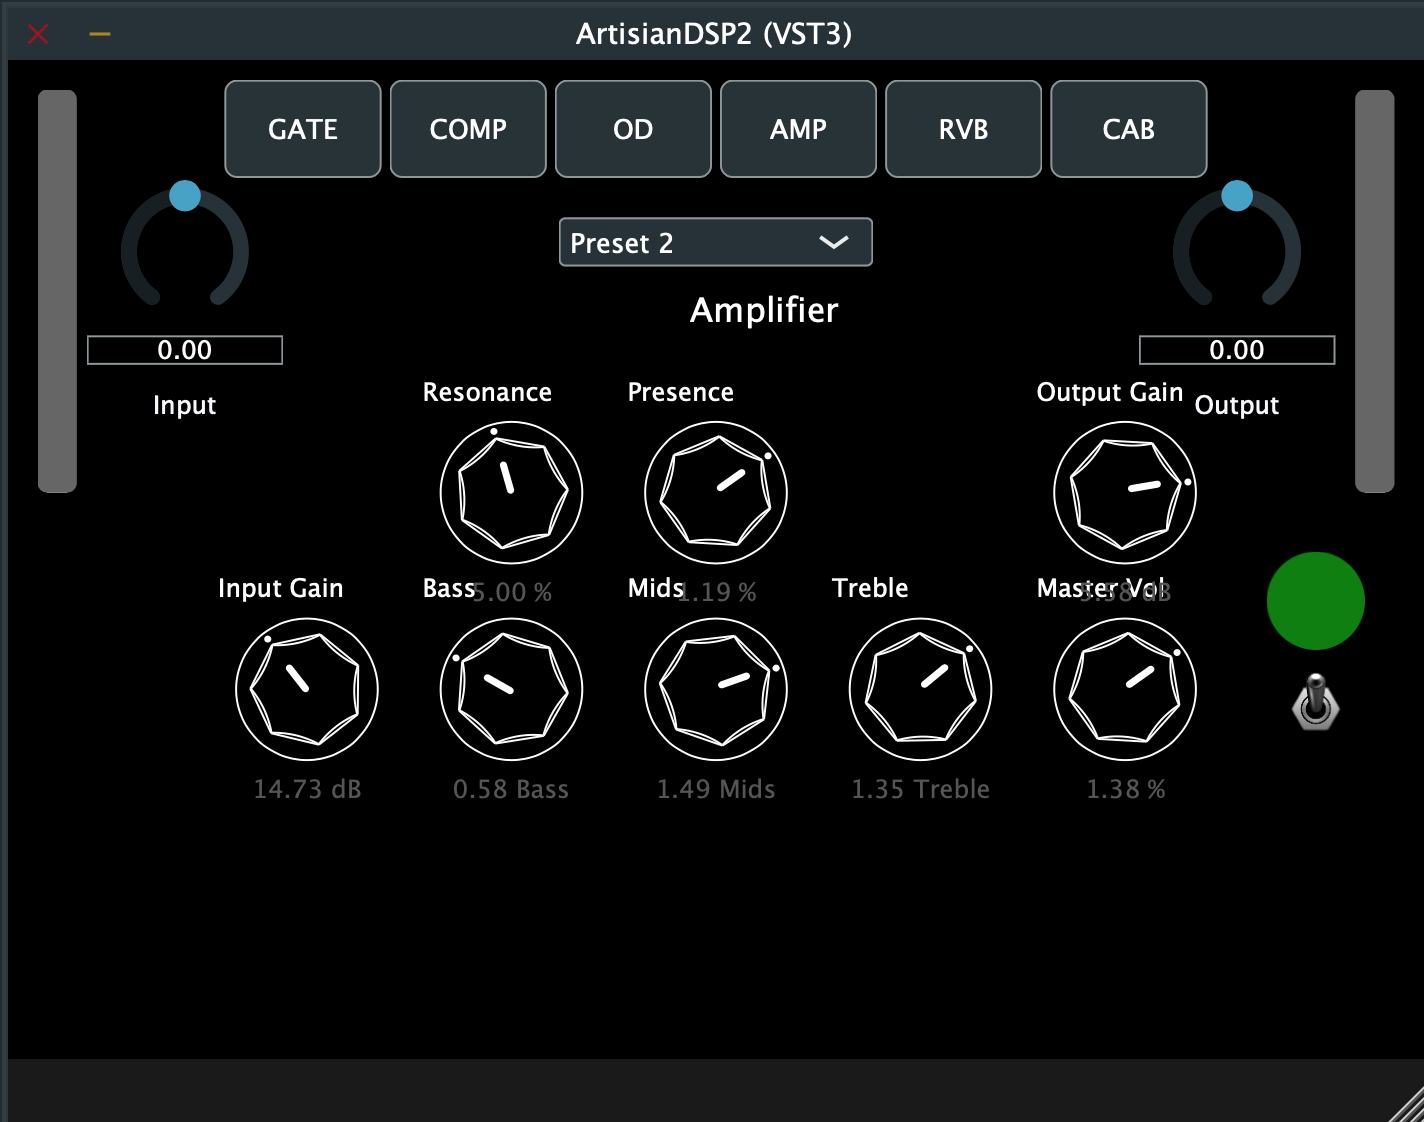 ArtisianDSP2 (VST3)
GATE COMP OD AMP RVB CAB
Preset 2
Amplifier
0.00 0.00
Input Output
Resonance Presence Output Gain
5.00 % 1.19 % 9.58 dB
Input Gain Bass Mids Treble Master Vol
14.73 dB 0.58 Bass 1.49 Mids 1.35 Treble 1.38 %